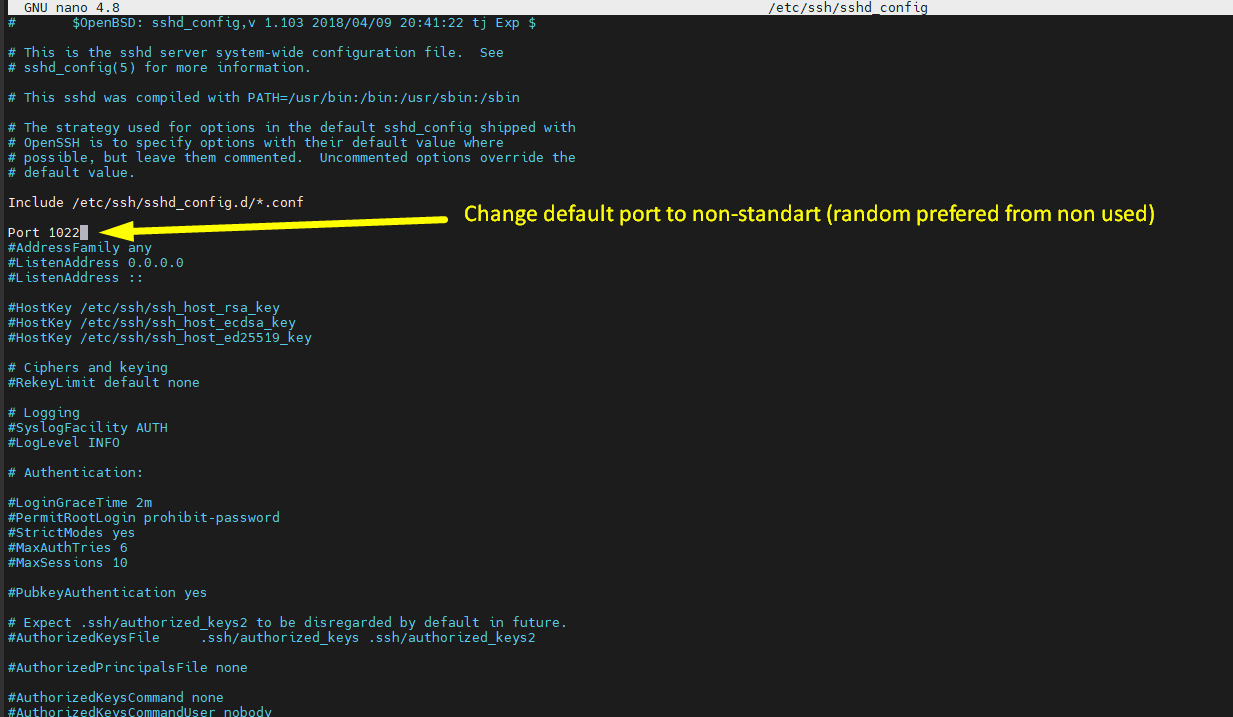 GNU nano 4.8 /etc/ssh/sshd_config
# $OpenBSD: sshd_config,v 1.103 2018/04/09 20:41:22 tj Exp $
# This is the sshd server system-wide configuration file.  See
# sshd_config(5) for more information.
# This sshd was compiled with PATH=/usr/bin:/bin:/usr/sbin:/sbin
# The strategy used for options in the default sshd_config shipped with
# OpenSSH is to specify options with their default value where
# possible, but leave them commented.  Uncommented options override the
# default value.
Include /etc/ssh/sshd_config.d/*.conf
Change default port to non-standart (random prefered from non used)
Port 1022
#AddressFamily any
#ListenAddress 0.0.0.0
#ListenAddress ::
#HostKey /etc/ssh/ssh_host_rsa_key
#HostKey /etc/ssh/ssh_host_ecdsa_key
#HostKey /etc/ssh/ssh_host_ed25519_key
# Ciphers and keying
#RekeyLimit default none
# Logging
#SyslogFacility AUTH
#LogLevel INFO
# Authentication:
#LoginGraceTime 2m
#PermitRootLogin prohibit-password
#StrictModes yes
#MaxAuthTries 6
#MaxSessions 10
#PubkeyAuthentication yes
# Expect .ssh/authorized_keys2 to be disregarded by default in future.
#AuthorizedKeysFile     .ssh/authorized_keys .ssh/authorized_keys2
#AuthorizedPrincipalsFile none
#AuthorizedKeysCommand none
#AuthorizedKeysCommandUser nobody